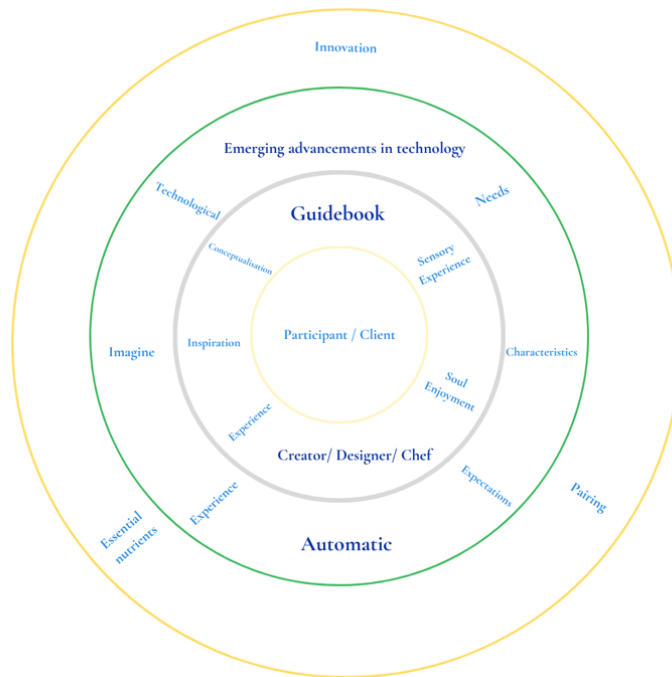 Innovation
Emerging advancements in technology
Technological
Needs
Guidebook
Conceptualisation
Sensory
Experience
Participant / Client
Inspiration
Imagine
Characteristics
Soul
Enjoyment
Experience
Creator/ Designer/ Chef
Expectations
Experience
Pairing
Essential
nutrients
Automatic